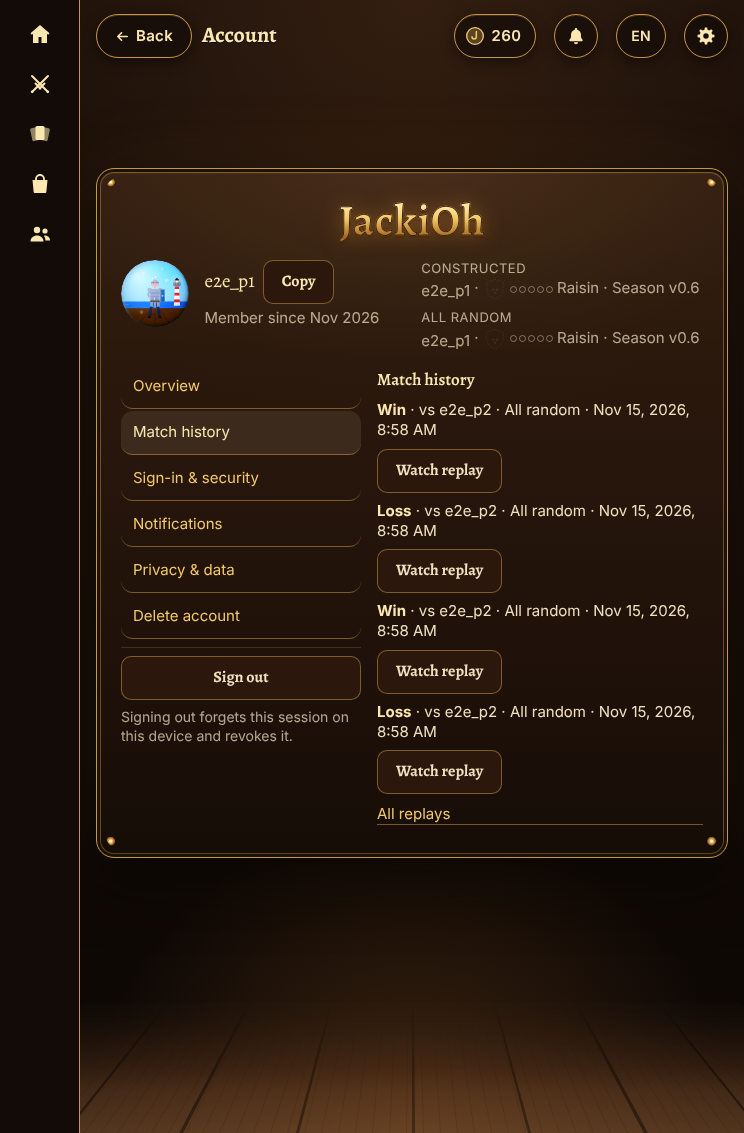 ← Back
Account
J 260
EN
JackiOh
e2e_p1
Copy
Member since Nov 2026
CONSTRUCTED
e2e_p1 · Raisin · Season v0.6
ALL RANDOM
e2e_p1 · Raisin · Season v0.6
Overview
Match history
Sign-in & security
Notifications
Privacy & data
Delete account
Sign out
Signing out forgets this session on
this device and revokes it.
Match history
Win · vs e2e_p2 · All random · Nov 15, 2026,
8:58 AM
Watch replay
Loss · vs e2e_p2 · All random · Nov 15, 2026,
8:58 AM
Watch replay
Win · vs e2e_p2 · All random · Nov 15, 2026,
8:58 AM
Watch replay
Loss · vs e2e_p2 · All random · Nov 15, 2026,
8:58 AM
Watch replay
All replays